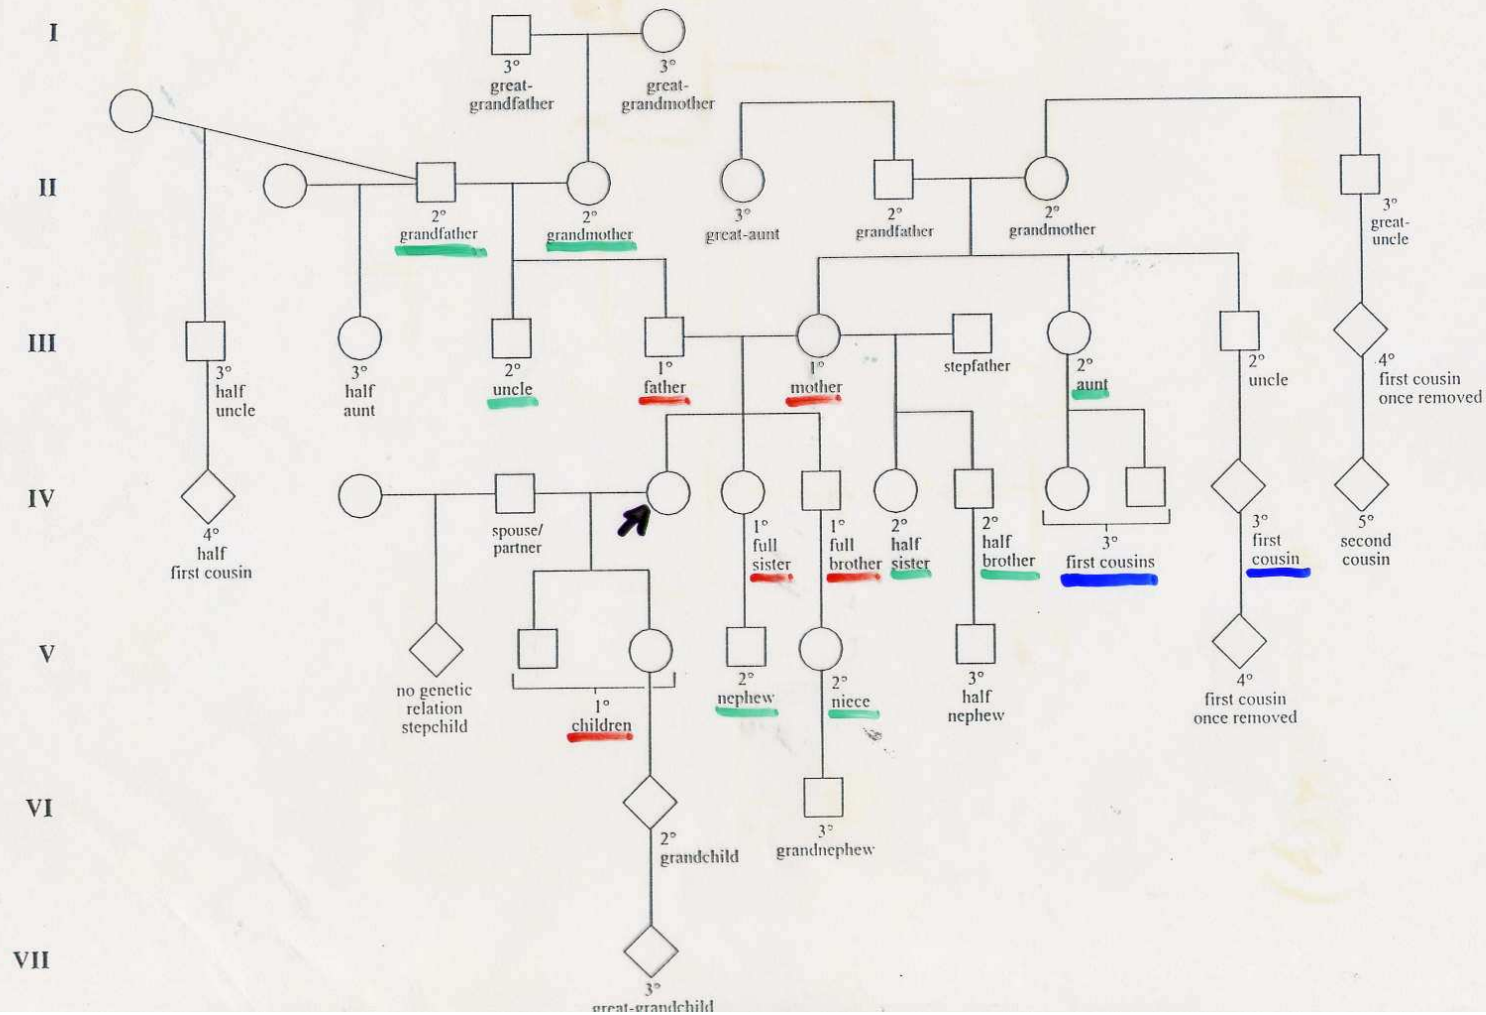 I
3°
great-
grandfather
3°
great-
grandmother
II
2°
grandfather
2°
grandmother
3°
great-aunt
2°
grandfather
2°
grandmother
3°
great-
uncle
III
3°
half
uncle
3°
half
aunt
2°
uncle
1°
father
1°
mother
stepfather
2°
aunt
2°
uncle
4°
first cousin
once removed
IV
4°
half
first cousin
spouse/
partner
1°
full
sister
1°
full
brother
2°
half
sister
2°
half
brother
3°
first cousins
3°
first
cousin
5°
second
cousin
V
no genetic
relation
stepchild
1°
children
2°
nephew
2°
niece
3°
half
nephew
4°
first cousin
once removed
VI
2°
grandchild
3°
grandnephew
VII
3°
great-grandchild